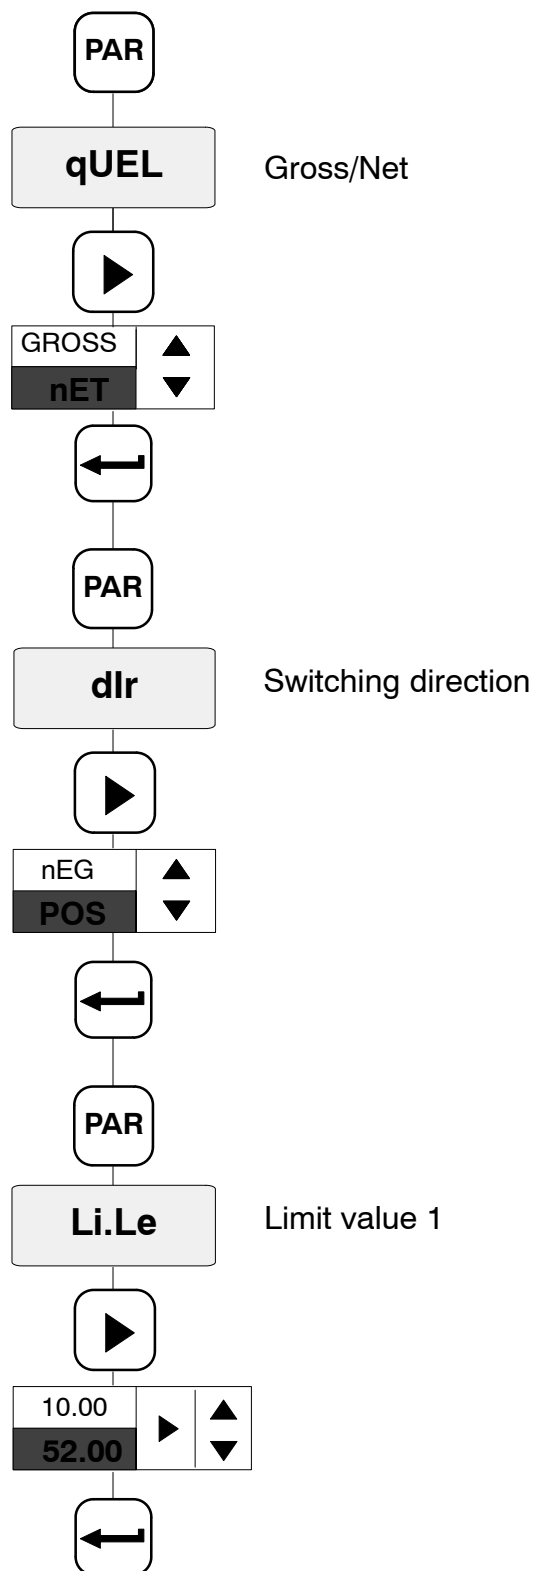 PAR
qUEL Gross/Net
GROSS
nET
PAR
dIr Switching direction
nEG
POS
PAR
Li.Le Limit value 1
10.00
52.00